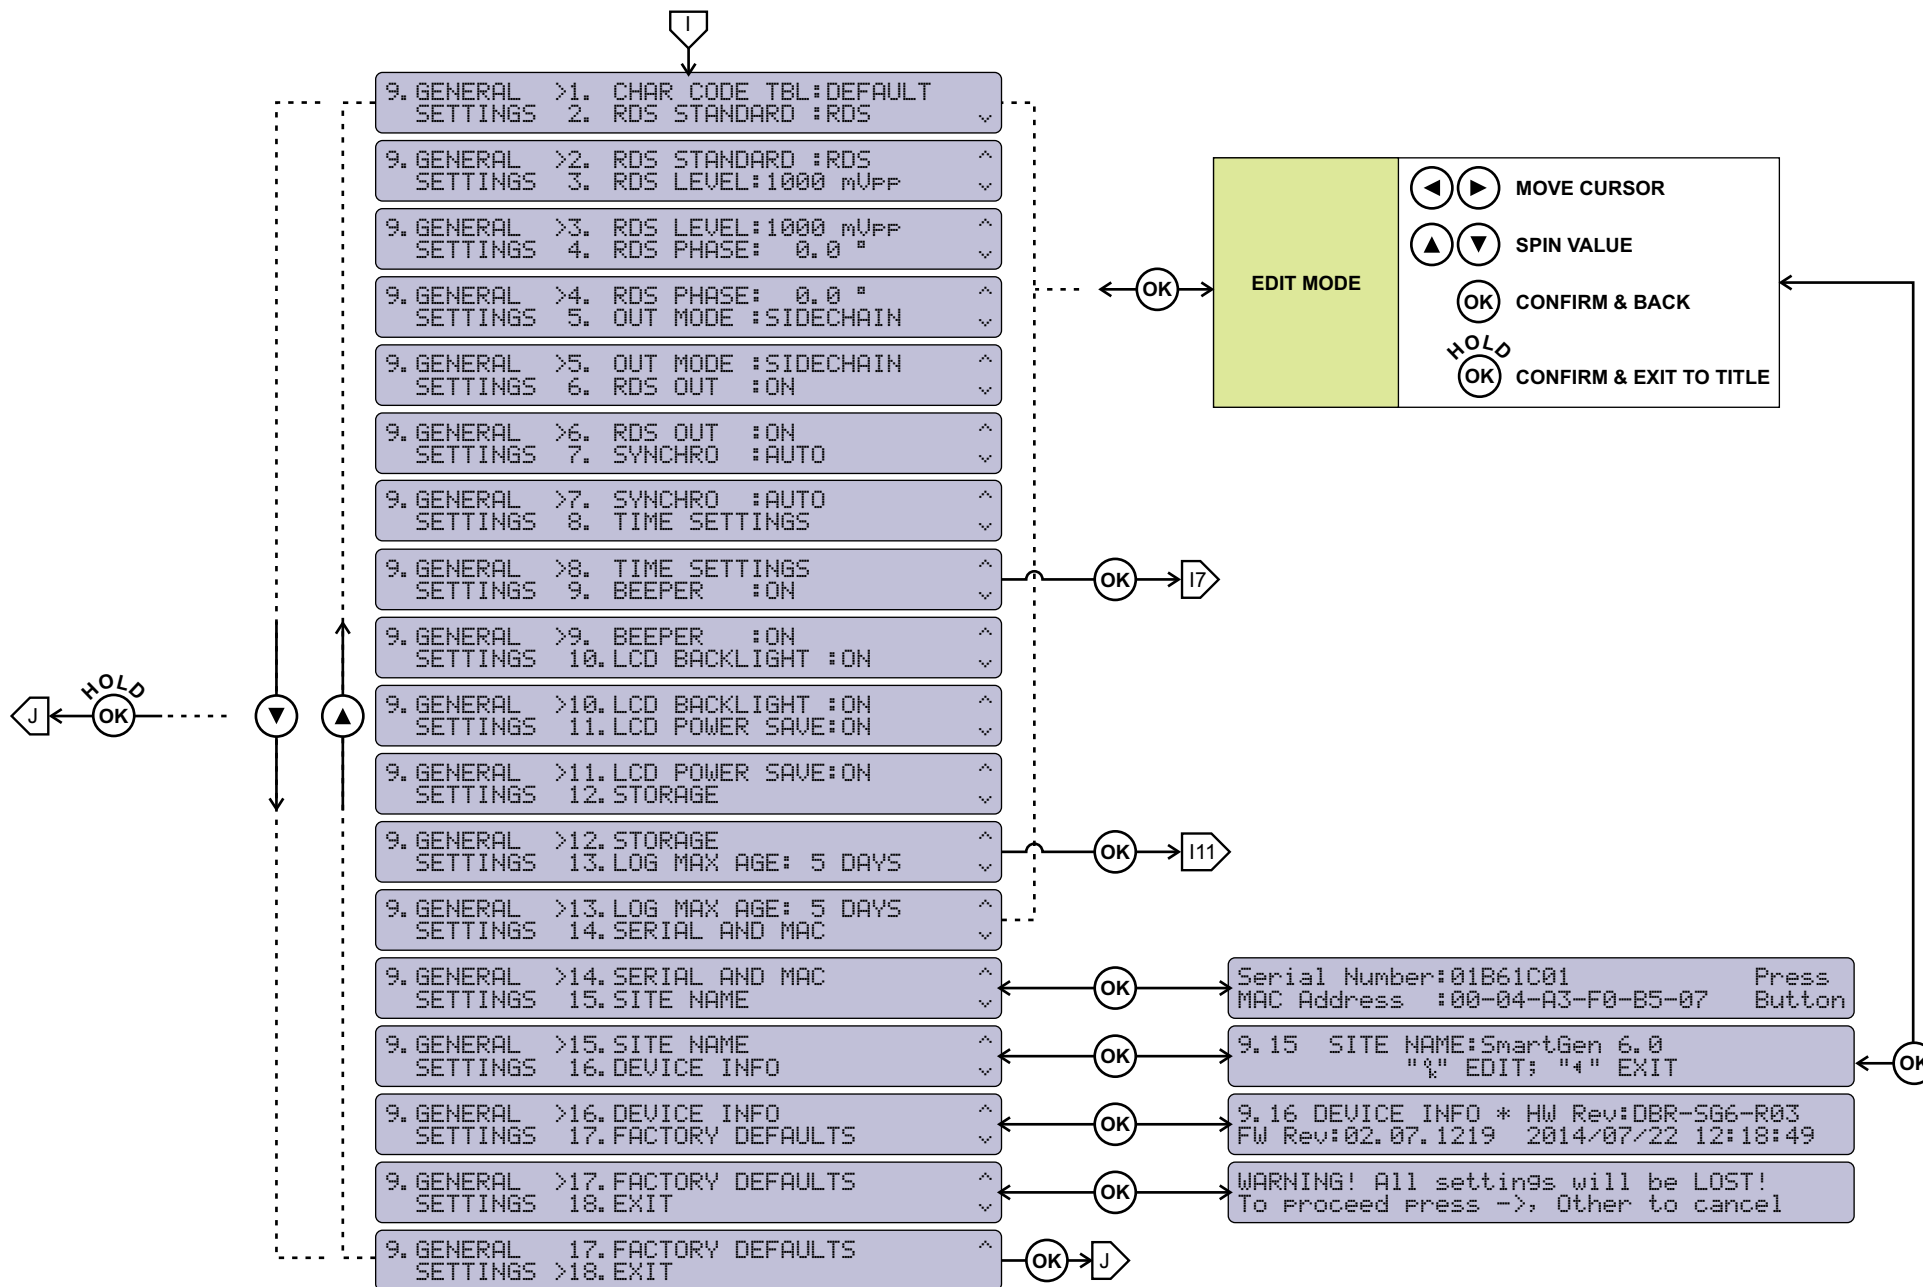 I
9. GENERAL >1. CHAR CODE TBL:DEFAULT
SETTINGS 2. RDS STANDARD :RDS
9. GENERAL >2. RDS STANDARD :RDS
SETTINGS 3. RDS LEVEL:1000 mVpp
9. GENERAL >3. RDS LEVEL:1000 mVpp
SETTINGS 4. RDS PHASE: 0.0 °
9. GENERAL >4. RDS PHASE: 0.0 °
SETTINGS 5. OUT MODE :SIDECHAIN
9. GENERAL >5. OUT MODE :SIDECHAIN
SETTINGS 6. RDS OUT :ON
9. GENERAL >6. RDS OUT :ON
SETTINGS 7. SYNCHRO :AUTO
9. GENERAL >7. SYNCHRO :AUTO
SETTINGS 8. TIME SETTINGS
9. GENERAL >8. TIME SETTINGS
SETTINGS 9. BEEPER :ON
OK
I7
9. GENERAL >9. BEEPER :ON
SETTINGS 10. LCD BACKLIGHT :ON
9. GENERAL >10. LCD BACKLIGHT :ON
SETTINGS 11. LCD POWER SAVE:ON
9. GENERAL >11. LCD POWER SAVE:ON
SETTINGS 12. STORAGE
9. GENERAL >12. STORAGE
SETTINGS 13. LOG MAX AGE: 5 DAYS
OK
I11
9. GENERAL >13. LOG MAX AGE: 5 DAYS
SETTINGS 14. SERIAL AND MAC
9. GENERAL >14. SERIAL AND MAC
SETTINGS 15. SITE NAME
OK
Serial Number:01B61C01 Press
MAC Address :00-04-A3-F0-B5-07 Button
9. GENERAL >15. SITE NAME
SETTINGS 16. DEVICE INFO
OK
9.15 SITE NAME:SmartGen 6.0
"OK" EDIT; "◀" EXIT
OK
9. GENERAL >16. DEVICE INFO
SETTINGS 17. FACTORY DEFAULTS
OK
9.16 DEVICE INFO * HW Rev:DBR-SG6-R03
FW Rev:02.07.1219 2014/07/22 12:18:49
9. GENERAL >17. FACTORY DEFAULTS
SETTINGS 18. EXIT
OK
WARNING! All settings will be LOST!
To proceed press ->, Other to cancel
9. GENERAL 17. FACTORY DEFAULTS
SETTINGS >18. EXIT
OK
J
HOLD
OK
J
OK
EDIT MODE
MOVE CURSOR
SPIN VALUE
OK CONFIRM & BACK
HOLD
OK CONFIRM & EXIT TO TITLE